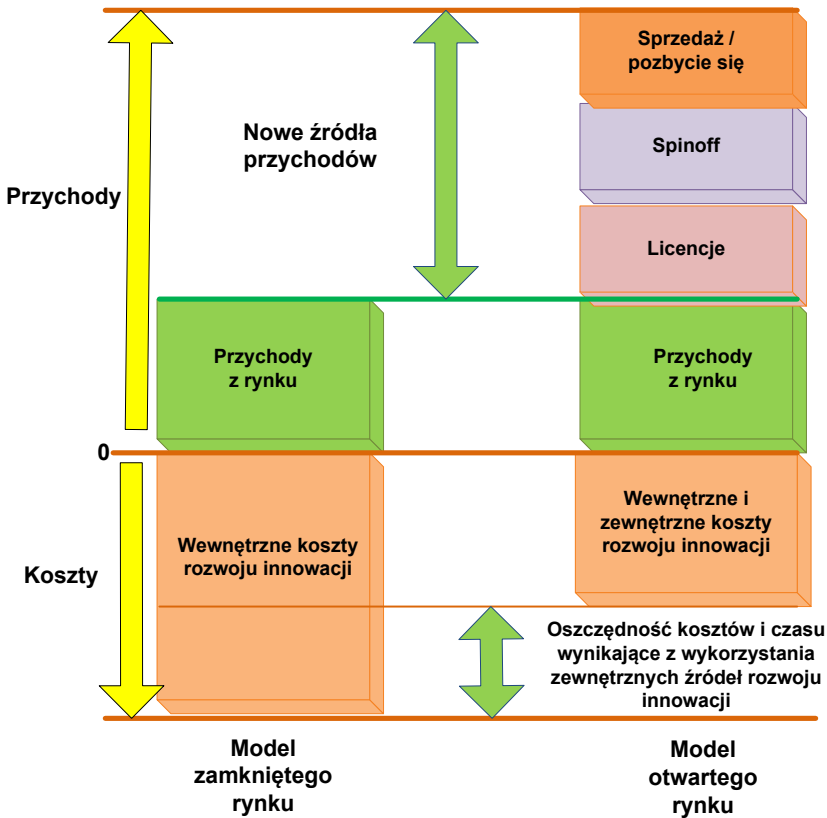 Sprzedaż /
pozbycie się
Nowe źródła
przychodów
Spinoff
Przychody
Licencje
Przychody
z rynku
Przychody
z rynku
0
Wewnętrzne koszty
rozwoju innowacji
Wewnętrzne i
zewnętrzne koszty
rozwoju innowacji
Koszty
Oszczędność kosztów i czasu
wynikające z wykorzystania
zewnętrznych źródeł rozwoju
innowacji
Model
zamkniętego
rynku
Model
otwartego
rynku